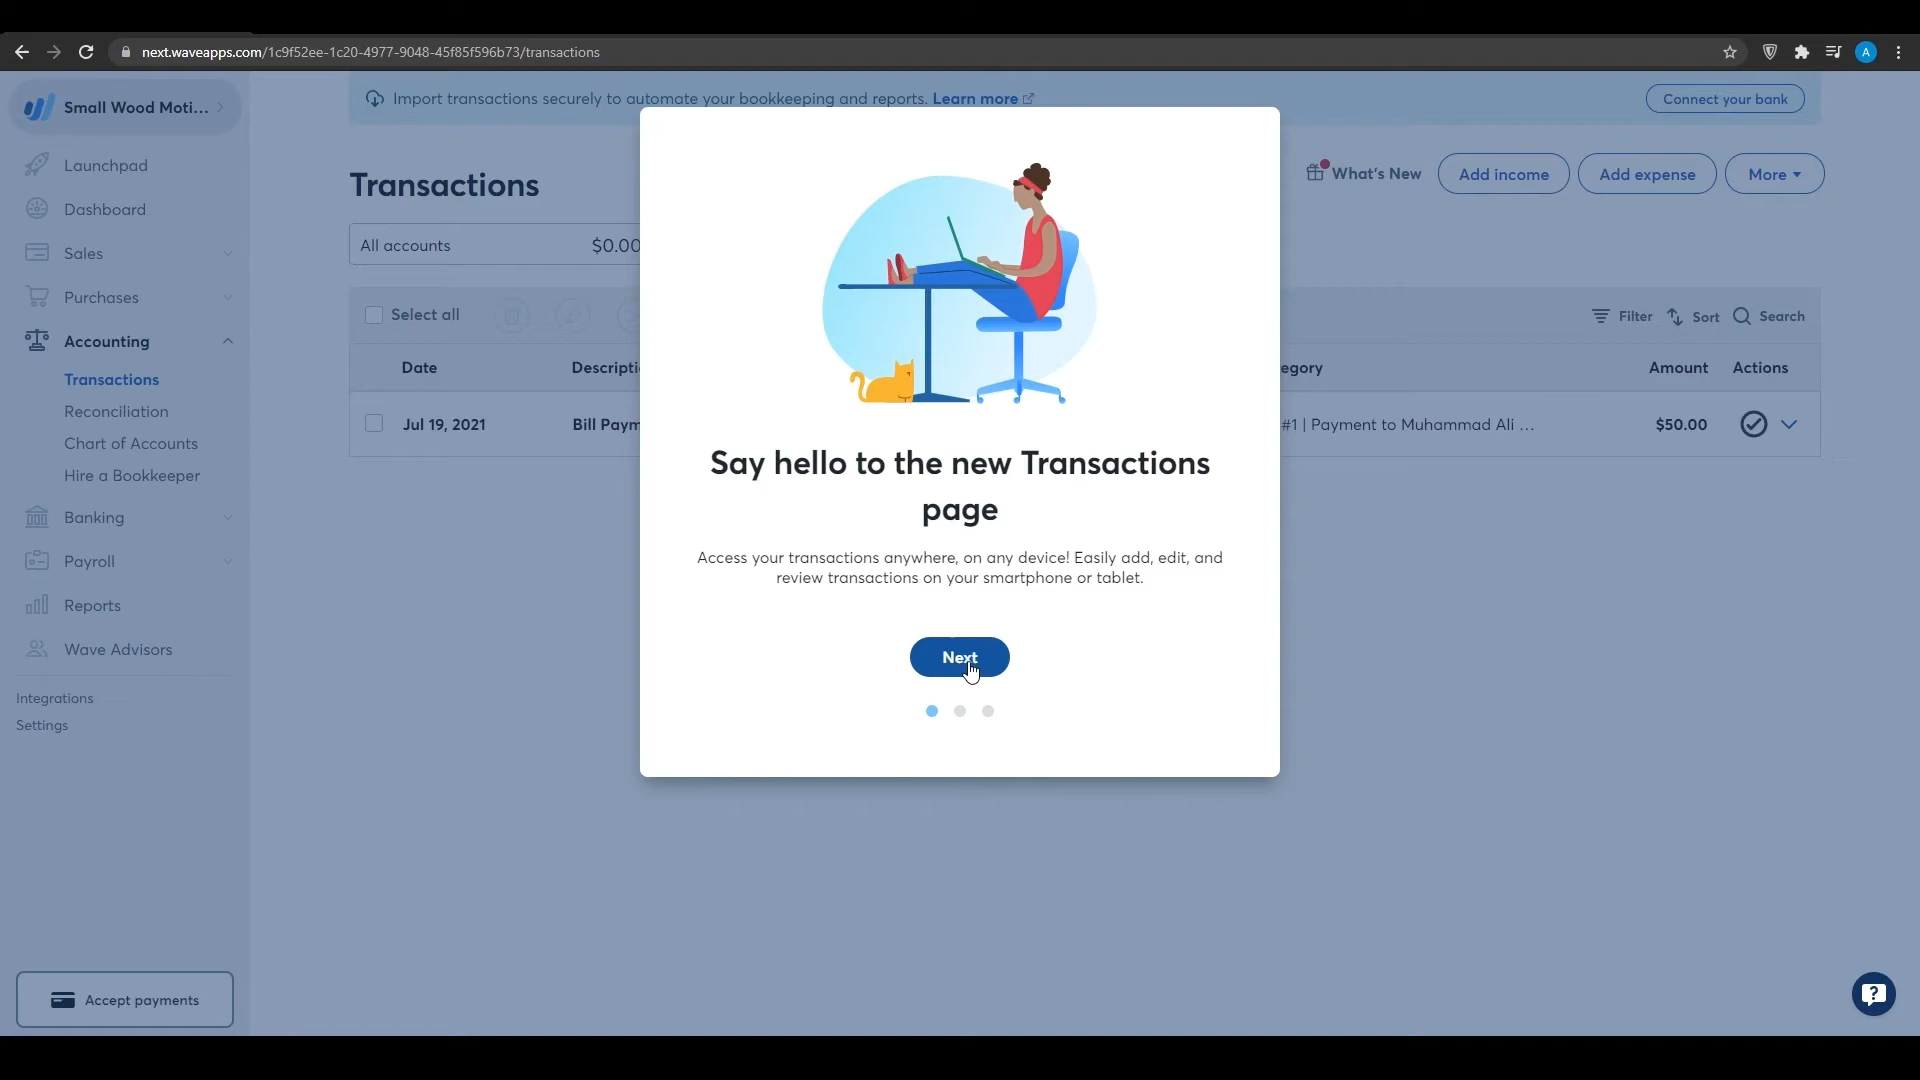 next.waveapps.com/1c9f52ee-1c20-4977-9048-45f85f596b73/transactions
A
Small Wood Moti...
Launchpad
Dashboard
Sales
Purchases
Accounting
Transactions
Reconciliation
Chart of Accounts
Hire a Bookkeeper
Banking
Payroll
Reports
Wave Advisors
Integrations
Settings
Accept payments
Import transactions securely to automate your bookkeeping and reports. Learn more
Connect your bank
Transactions
What's New
Add income
Add expense
More
All accounts $0.00
Select all
Filter
Sort
Search
Date
Amount
Actions
Jul 19, 2021
Bill
#1 | Payment to Muhammad Ali ...
$50.00
Say hello to the new Transactions
page
Access your transactions anywhere, on any device! Easily add, edit, and
review transactions on your smartphone or tablet.
Next
?